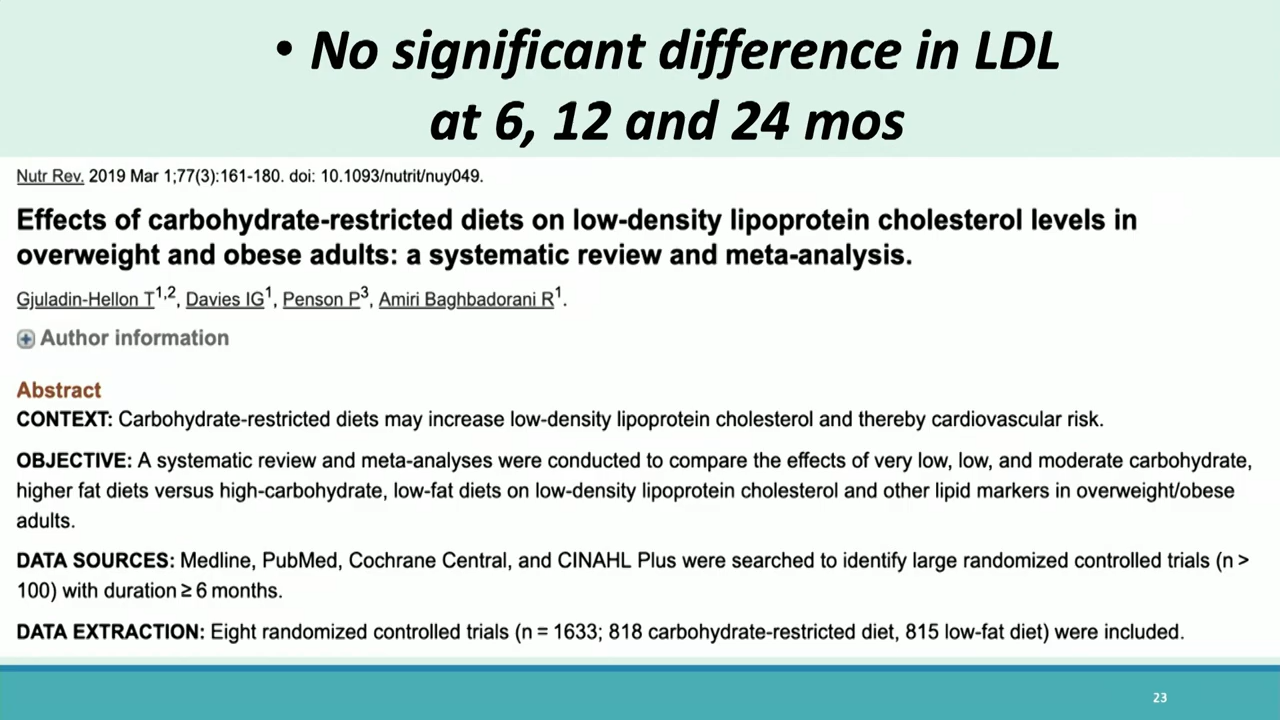 • No significant difference in LDL
at 6, 12 and 24 mos
Nutr Rev. 2019 Mar 1;77(3):161-180. doi: 10.1093/nutrit/nuy049.
Effects of carbohydrate-restricted diets on low-density lipoprotein cholesterol levels in
overweight and obese adults: a systematic review and meta-analysis.
Gjuladin-Hellon T1,2, Davies IG1, Penson P3, Amiri Baghbadorani R1.
Author information
Abstract
CONTEXT: Carbohydrate-restricted diets may increase low-density lipoprotein cholesterol and thereby cardiovascular risk.
OBJECTIVE: A systematic review and meta-analyses were conducted to compare the effects of very low, low, and moderate carbohydrate,
higher fat diets versus high-carbohydrate, low-fat diets on low-density lipoprotein cholesterol and other lipid markers in overweight/obese
adults.
DATA SOURCES: Medline, PubMed, Cochrane Central, and CINAHL Plus were searched to identify large randomized controlled trials (n >
100) with duration ≥ 6 months.
DATA EXTRACTION: Eight randomized controlled trials (n = 1633; 818 carbohydrate-restricted diet, 815 low-fat diet) were included.
23